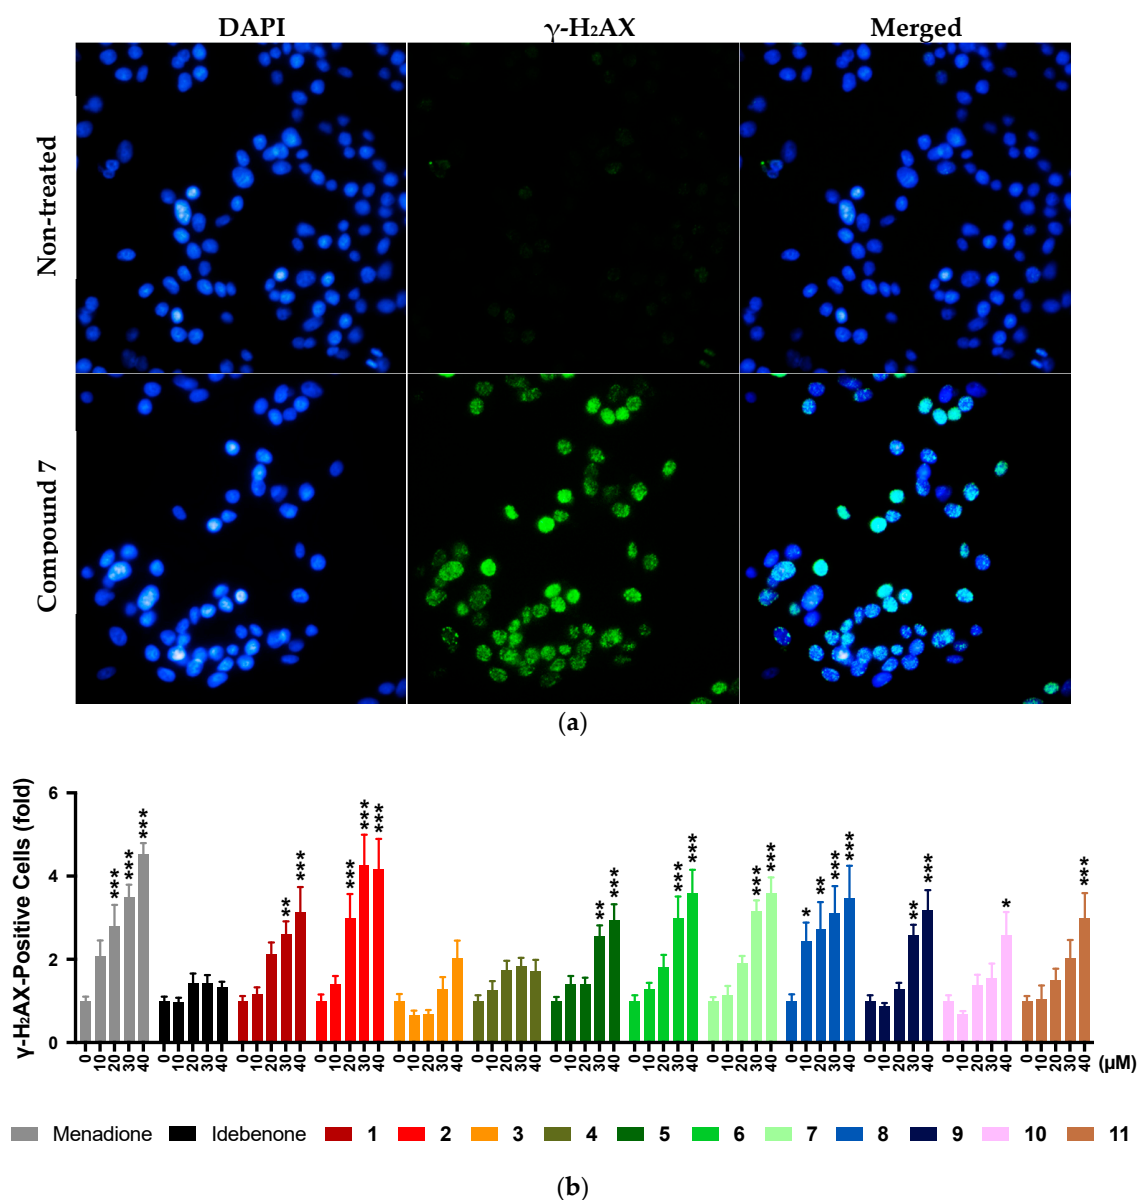 DAPI γ-H₂AX Merged
Non-treated
Compound 7
(a)
γ-H₂AX-Positive Cells (fold)
6
4
2
0
*** *** ***
** ***
*** *** ***
** ***
*** ***
*** ***
* ** *** ***
** ***
*
***
0 10 20 30 40 0 10 20 30 40 0 10 20 30 40 0 10 20 30 40 0 10 20 30 40 0 10 20 30 40 0 10 20 30 40 0 10 20 30 40 0 10 20 30 40 0 10 20 30 40 0 10 20 30 40 0 10 20 30 40 0 10 20 30 40 (µM)
Menadione Idebenone 1 2 3 4 5 6 7 8 9 10 11
(b)